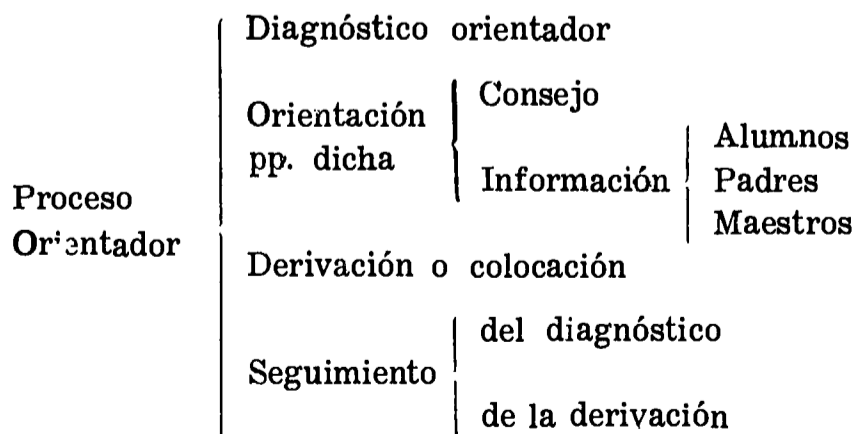 Diagnóstico orientador
Orientación
pp. dicha
Consejo
Información
Alumnos
Padres
Maestros
Proceso
Orientador
Derivación o colocación
Seguimiento
del diagnóstico
de la derivación